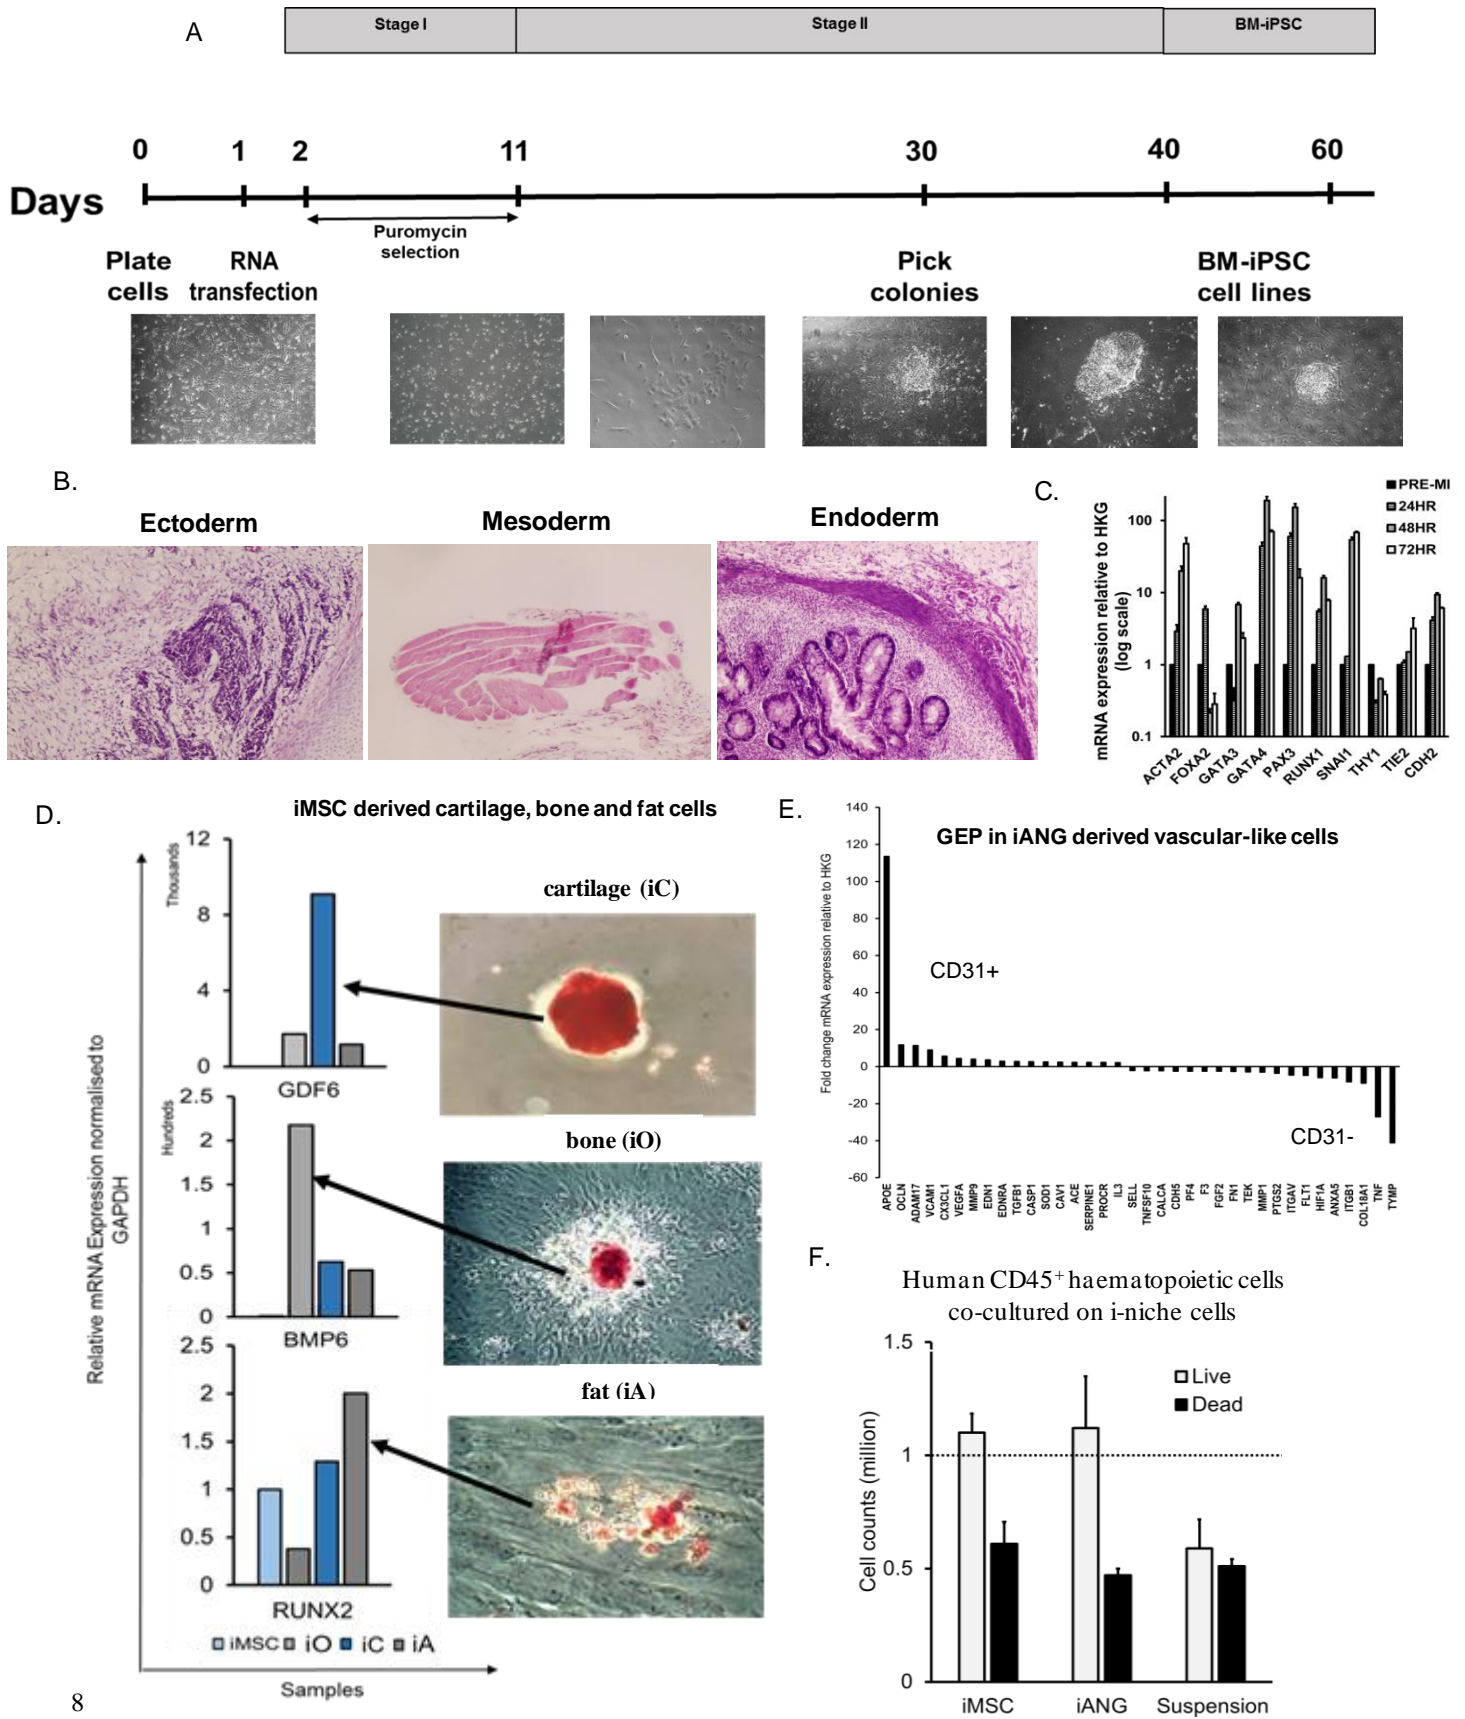 A
Stage I
Stage II
BM-iPSC
0
1
2
11
30
40
60
Days
Puromycin
selection
Plate
cells
RNA
transfection
Pick
colonies
BM-iPSC
cell lines
B.
Ectoderm
Mesoderm
Endoderm
C.
PRE-MI
24HR
48HR
72HR
mRNA expression relative to HKG
(log scale)
100
10
1
0.1
ACTA2
FOXA2
GATA3
GATA4
PAX3
RUNX1
SNAI1
THY1
TIE2
CDH2
D.
iMSC derived cartilage, bone and fat cells
Relative mRNA Expression normalised to
GAPDH
Thousands
12
8
4
0
GDF6
cartilage (iC)
Hundreds
2.5
2
1.5
1
0.5
0
BMP6
bone (iO)
2.5
2
1.5
1
0.5
0
RUNX2
fat (iA)
iMSC
iO
iC
iA
Samples
E.
GEP in iANG derived vascular-like cells
Fold change mRNA expression relative to HKG
140
120
100
80
60
40
20
0
-20
-40
-60
CD31+
CD31-
APOE
OCLN
ADAM17
VCAM1
CX3CL1
VEGFA
MMP9
EDN1
EDNRA
TGFB1
CASP1
SOD1
CAV1
ACE
SERPINE1
PROCR
IL3
SELL
TNFSF10
CALCA
CDH5
PF4
F3
FGF2
FN1
TEK
MMP1
PTGS2
ITGAV
FLT1
HIF1A
ANXA5
ITGB1
COL18A1
TNF
TYMP
F.
Human CD45+ haematopoietic cells
co-cultured on i-niche cells
Cell counts (million)
1.5
1
0.5
0
Live
Dead
iMSC
iANG
Suspension
8